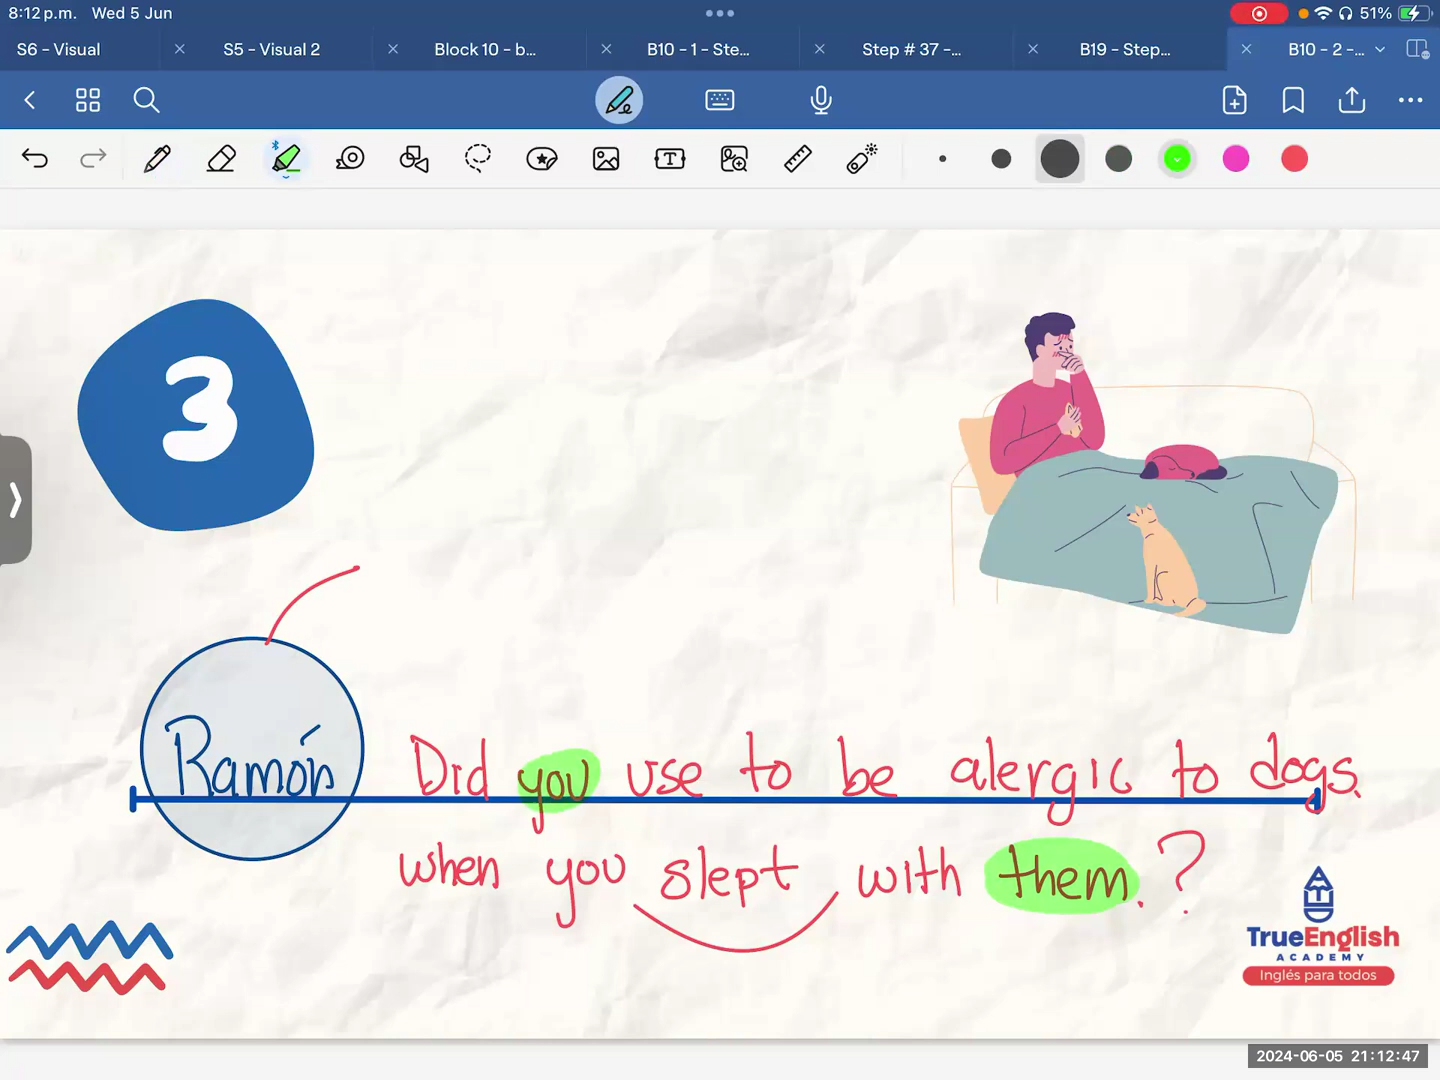 8:12 p.m. Wed 5 Jun
51%
S6 - Visual
S5 - Visual 2
Block 10 - b...
B10 - 1 - Ste...
Step # 37 -...
B19 - Step...
B10 - 2 -...
3
Ramón
Did you use to be alergic to dogs.
when you slept with them.?
TrueEnglish
ACADEMY
Inglés para todos
2024-06-05 21:12:47